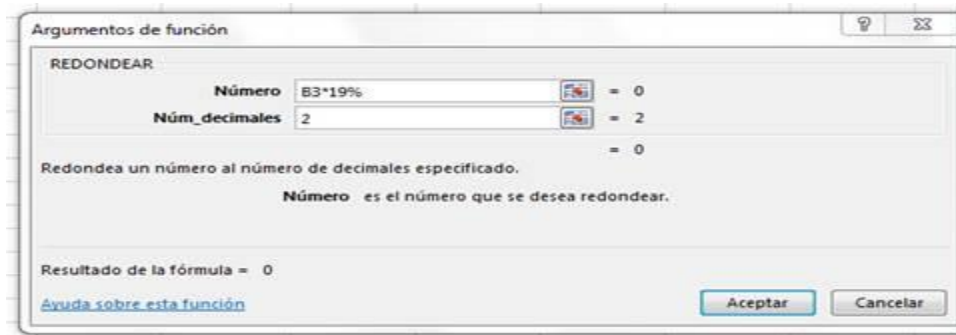 Argumentos de función
REDONDEAR
Número B3*19% = 0
Núm_decimales 2 = 2
= 0
Redondea un número al número de decimales especificado.
Número es el número que se desea redondear.
Resultado de la fórmula = 0
Ayuda sobre esta función Aceptar Cancelar